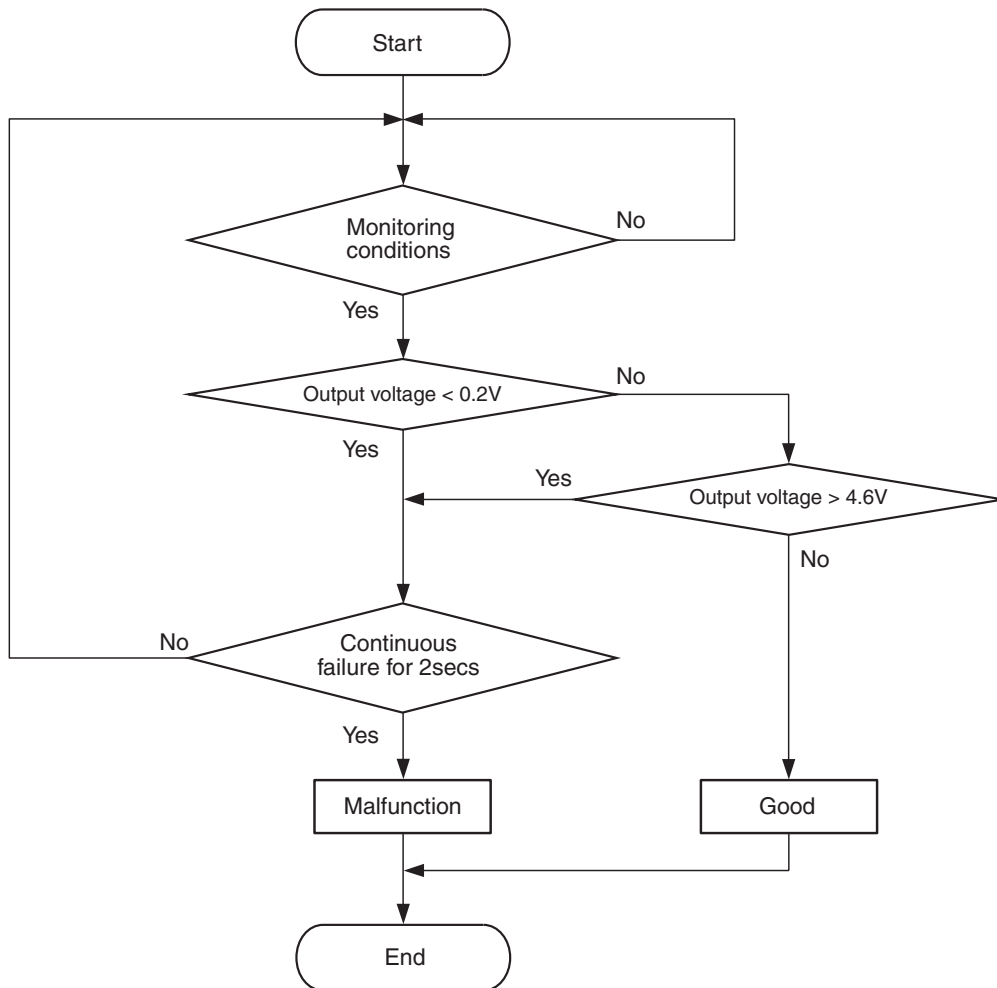 Start
Monitoring
conditions
No
Yes
Output voltage < 0.2V
No
Yes
Yes
Output voltage > 4.6V
No
No
Continuous
failure for 2secs
Yes
Malfunction
Good
End